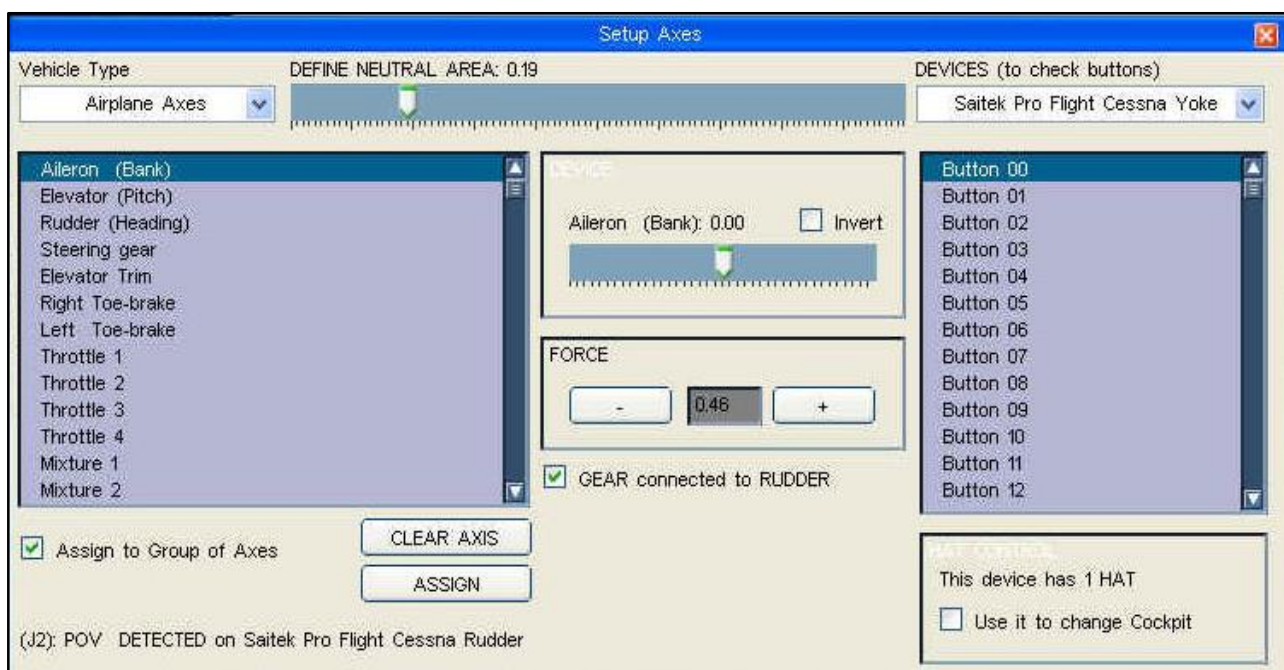 Setup Axes
Vehicle Type
DEFINE NEUTRAL AREA: 0.19
DEVICES (to check buttons)
Airplane Axes
Saitek Pro Flight Cessna Yoke
Aileron (Bank)
Elevator (Pitch)
Rudder (Heading)
Steering gear
Elevator Trim
Right Toe-brake
Left Toe-brake
Throttle 1
Throttle 2
Throttle 3
Throttle 4
Mixture 1
Mixture 2
DEVICE
Aileron (Bank): 0.00
Invert
FORCE
-
0.46
+
GEAR connected to RUDDER
Button 00
Button 01
Button 02
Button 03
Button 04
Button 05
Button 06
Button 07
Button 08
Button 09
Button 10
Button 11
Button 12
Assign to Group of Axes
CLEAR AXIS
ASSIGN
HAT CONTROL
This device has 1 HAT
Use it to change Cockpit
(J2): POV DETECTED on Saitek Pro Flight Cessna Rudder